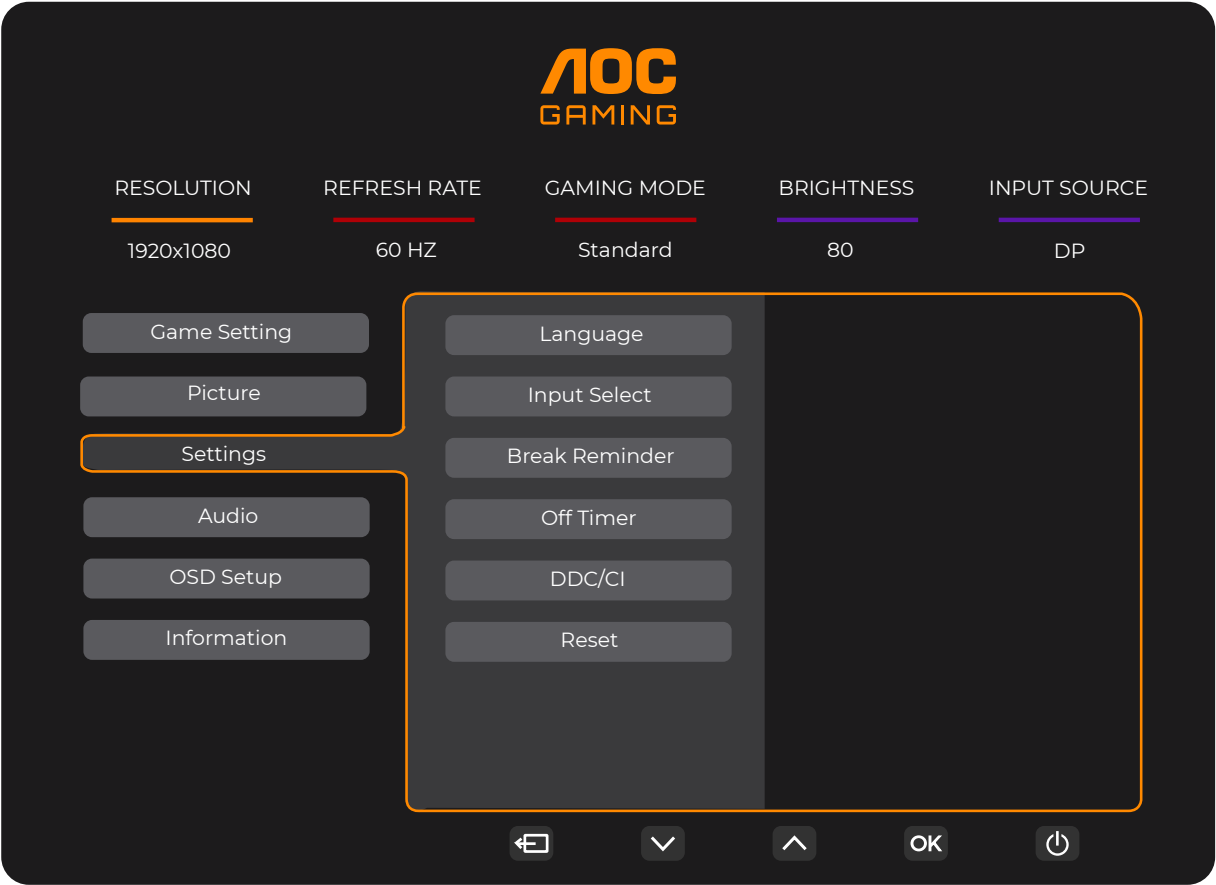 AOC
GAMING
RESOLUTION REFRESH RATE GAMING MODE BRIGHTNESS INPUT SOURCE
1920x1080 60 HZ Standard 80 DP
Game Setting
Picture
Settings
Audio
OSD Setup
Information
Language
Input Select
Break Reminder
Off Timer
DDC/CI
Reset
OK